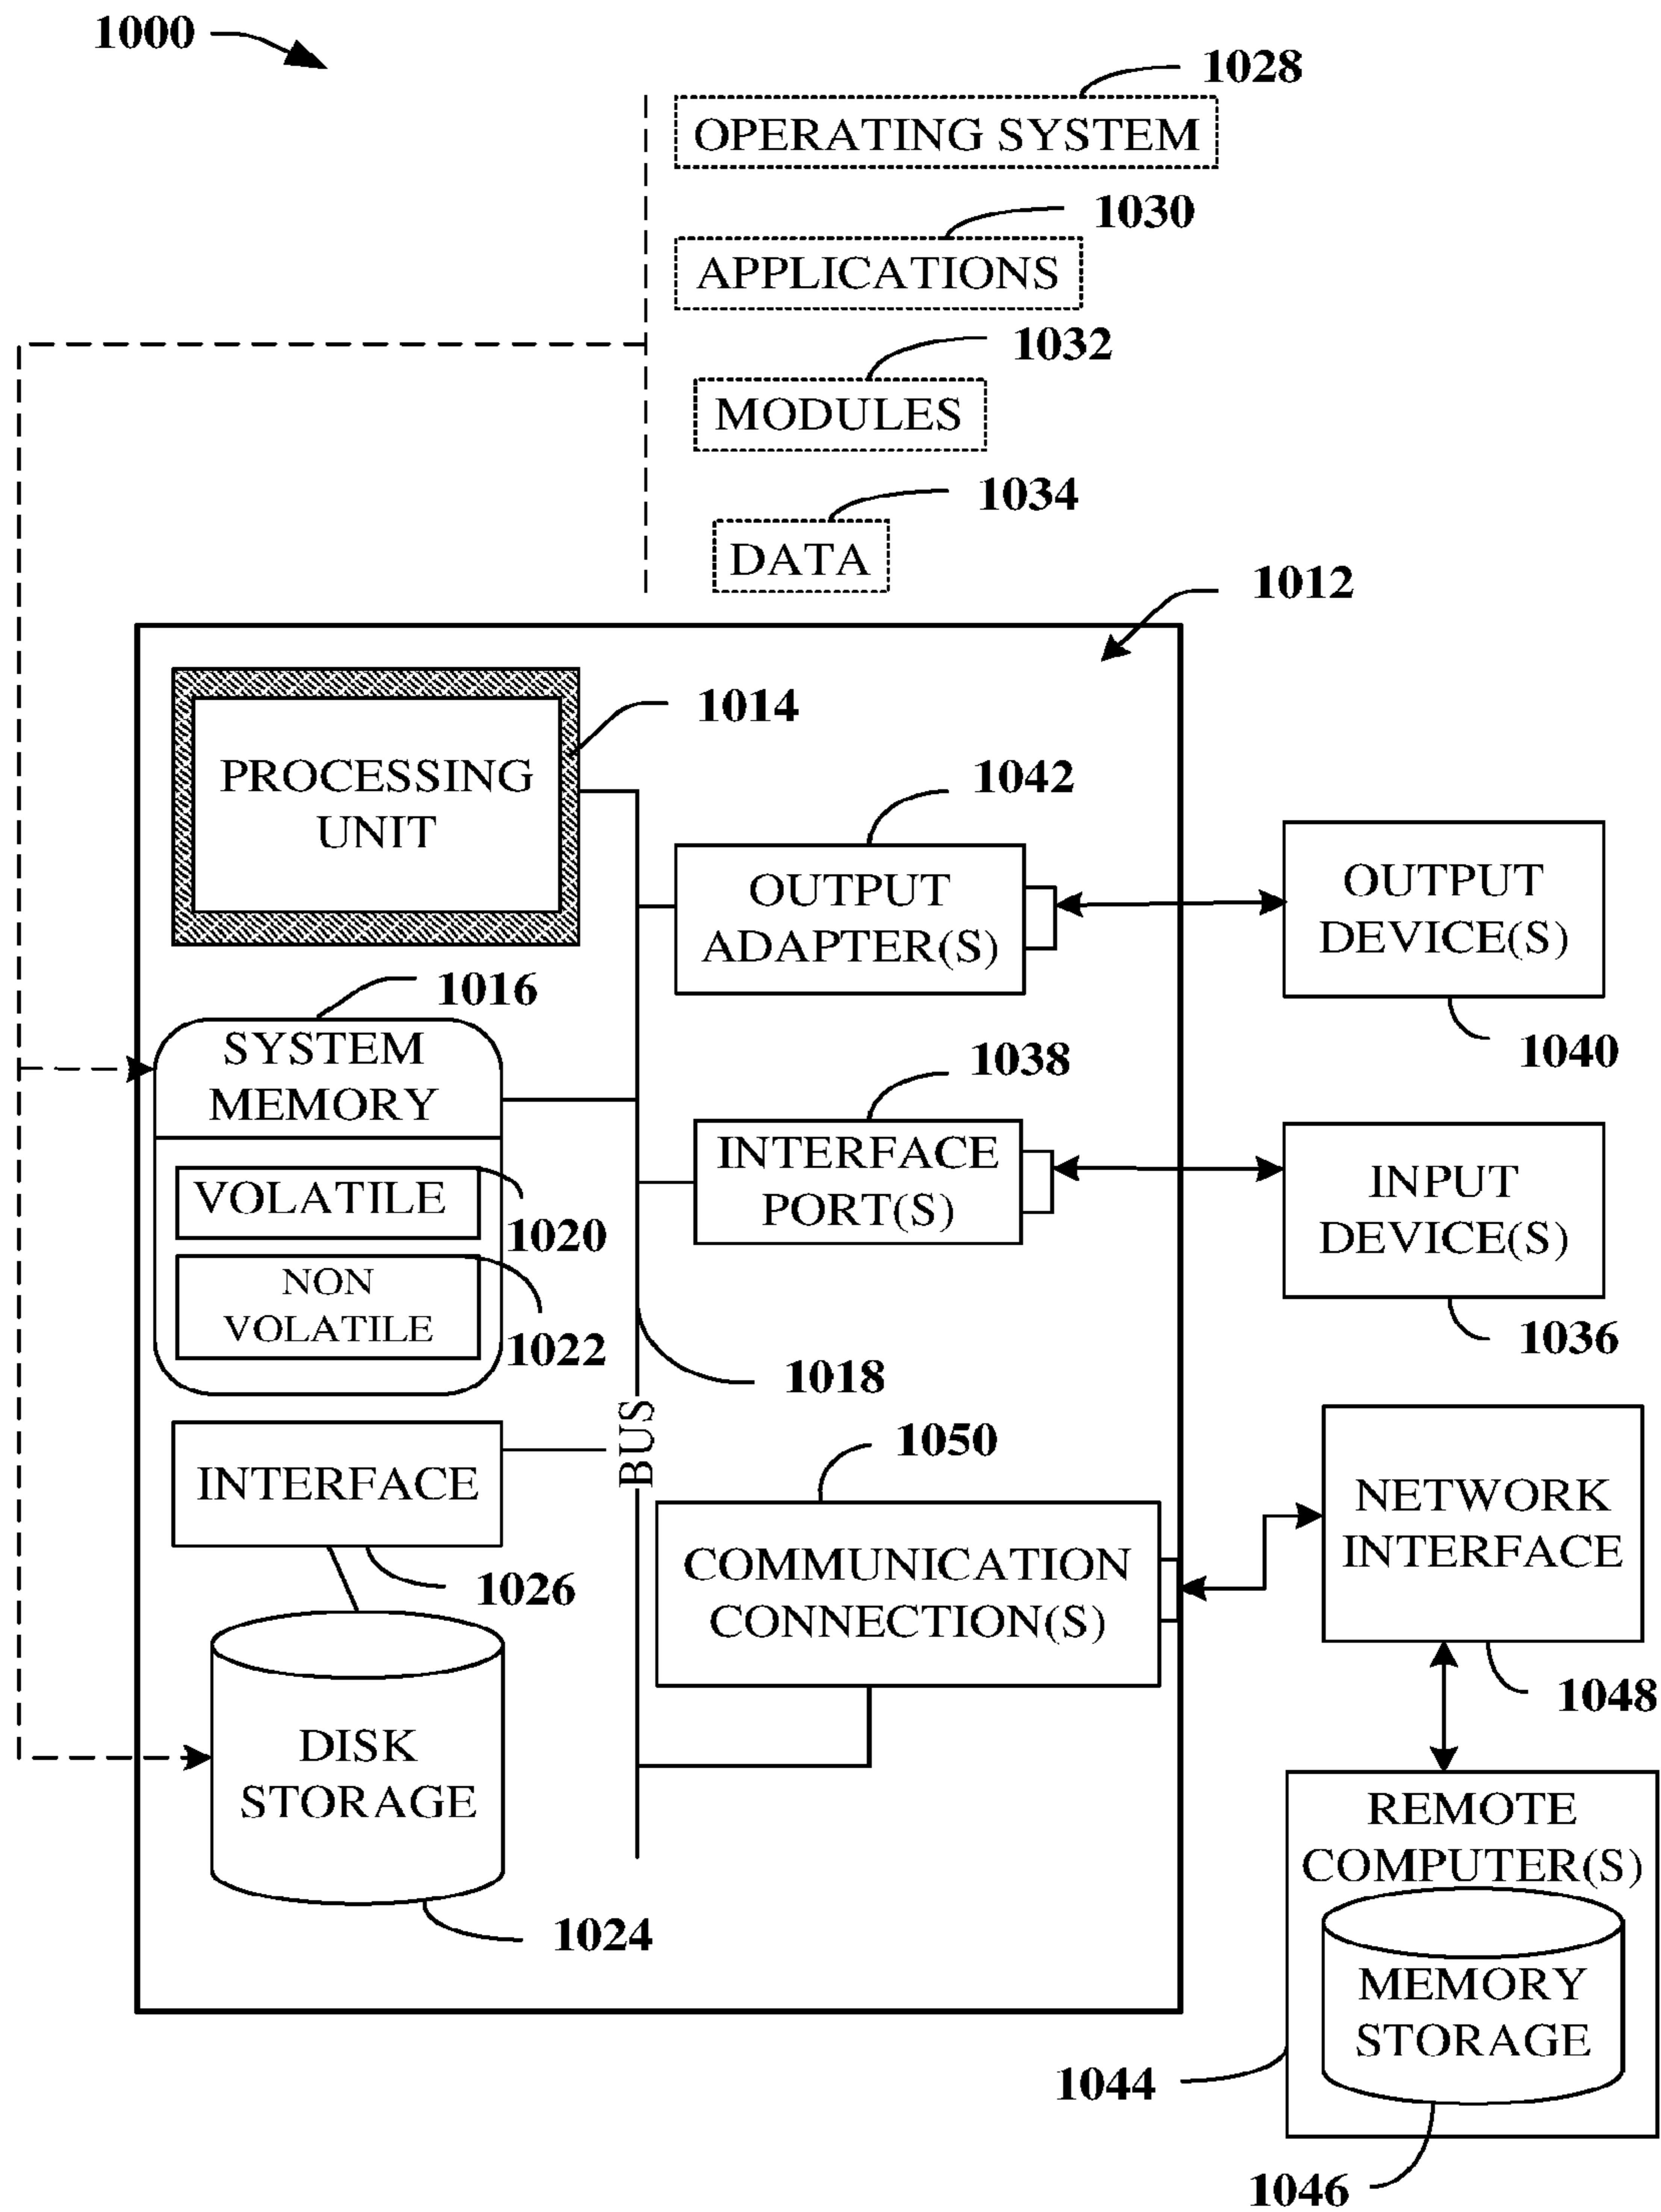 1000
1028
OPERATING SYSTEM
1030
APPLICATIONS
1032
MODULES
1034
DATA
1012
1014
PROCESSING
UNIT
1042
OUTPUT
ADAPTER(S)
OUTPUT
DEVICE(S)
1040
1016
SYSTEM
MEMORY
VOLATILE
1020
NON
VOLATILE
1022
1038
INTERFACE
PORT(S)
INPUT
DEVICE(S)
1036
1018
BUS
INTERFACE
1026
1050
COMMUNICATION
CONNECTION(S)
NETWORK
INTERFACE
1048
DISK
STORAGE
1024
REMOTE
COMPUTER(S)
MEMORY
STORAGE
1044
1046